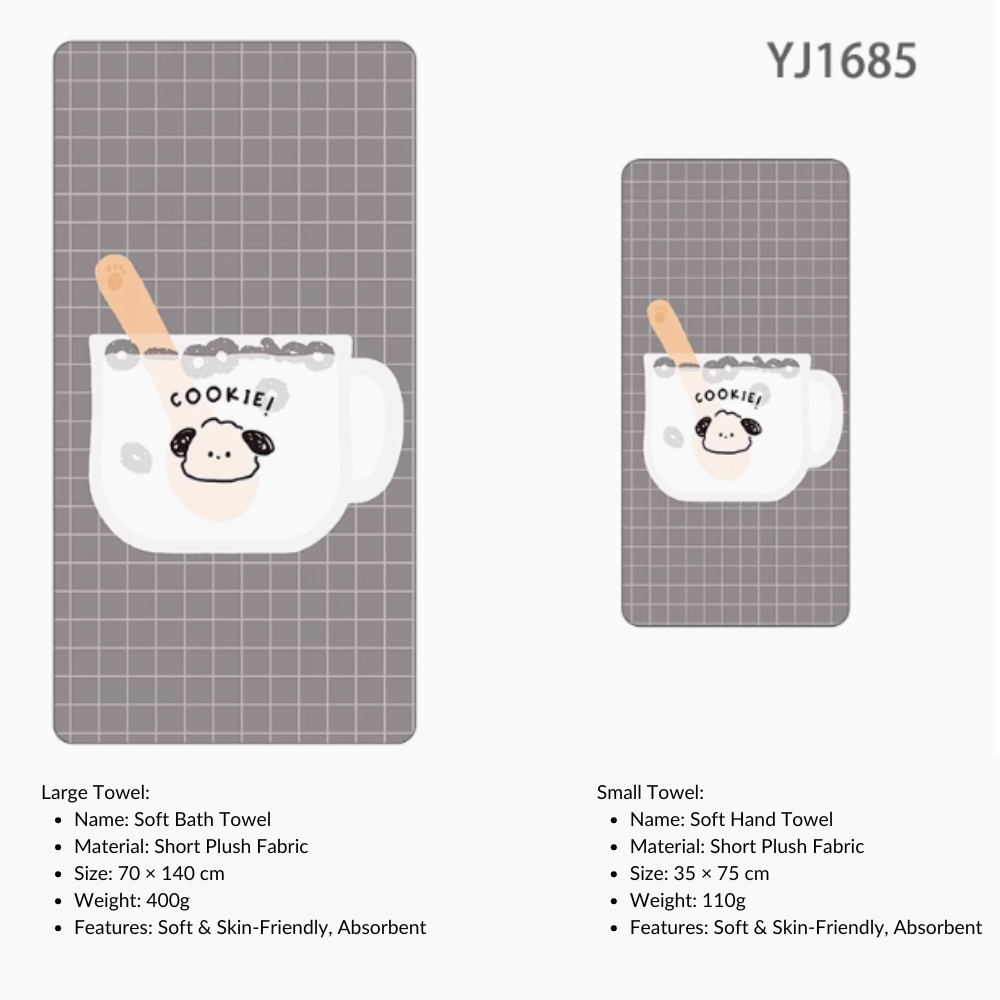 YJ1685
COOKIE!
COOKIE!
Large Towel:
• Name: Soft Bath Towel
• Material: Short Plush Fabric
• Size: 70 × 140 cm
• Weight: 400g
• Features: Soft & Skin-Friendly, Absorbent
Small Towel:
• Name: Soft Hand Towel
• Material: Short Plush Fabric
• Size: 35 × 75 cm
• Weight: 110g
• Features: Soft & Skin-Friendly, Absorbent